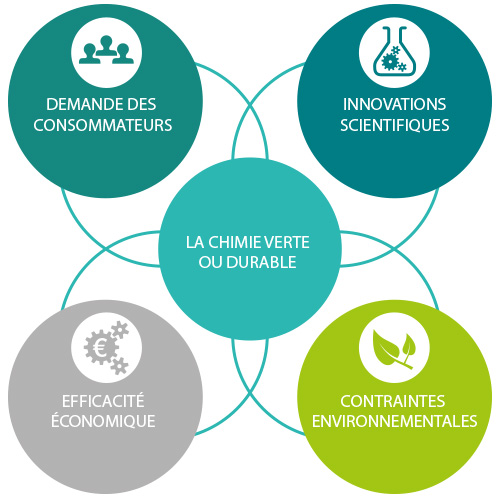 DEMANDE DES
CONSOMMATEURS
INNOVATIONS
SCIENTIFIQUES
LA CHIMIE VERTE
OU DURABLE
€
EFFICACITÉ
ÉCONOMIQUE
CONTRAINTES
ENVIRONNEMENTALES